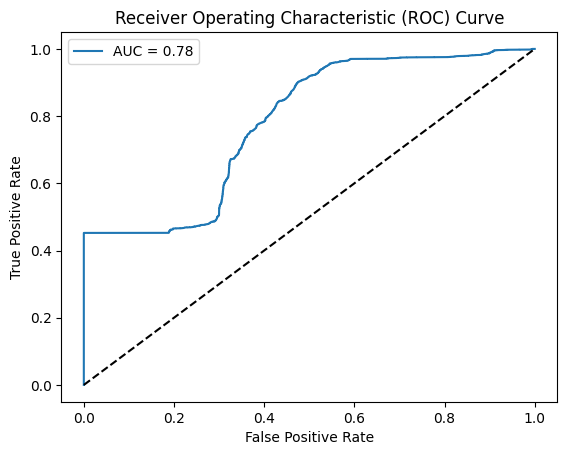 Receiver Operating Characteristic (ROC) Curve
AUC = 0.78
True Positive Rate
1.0
0.8
0.6
0.4
0.2
0.0
0.0 0.2 0.4 0.6 0.8 1.0
False Positive Rate